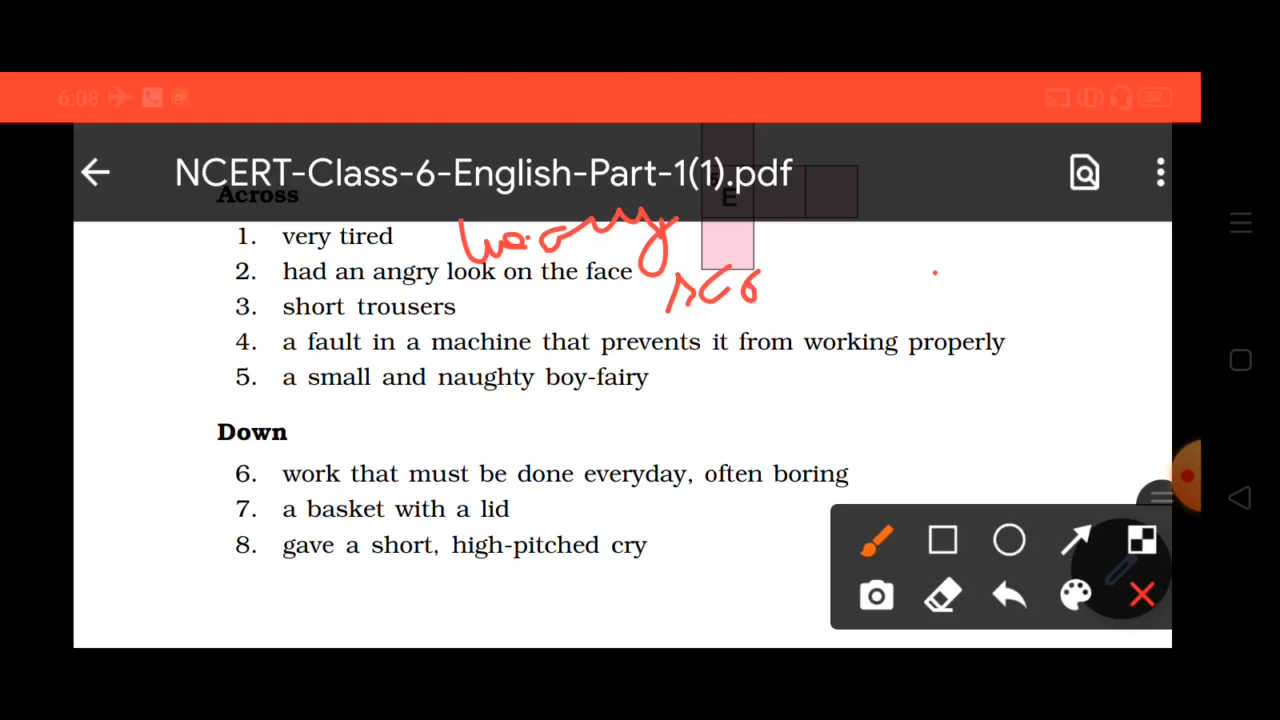 6:08
92
NCERT-Class-6-English-Part-1(1).pdf
E
Across
1. very tired
2. had an angry look on the face
3. short trousers
4. a fault in a machine that prevents it from working properly
5. a small and naughty boy-fairy
Down
6. work that must be done everyday, often boring
7. a basket with a lid
8. gave a short, high-pitched cry